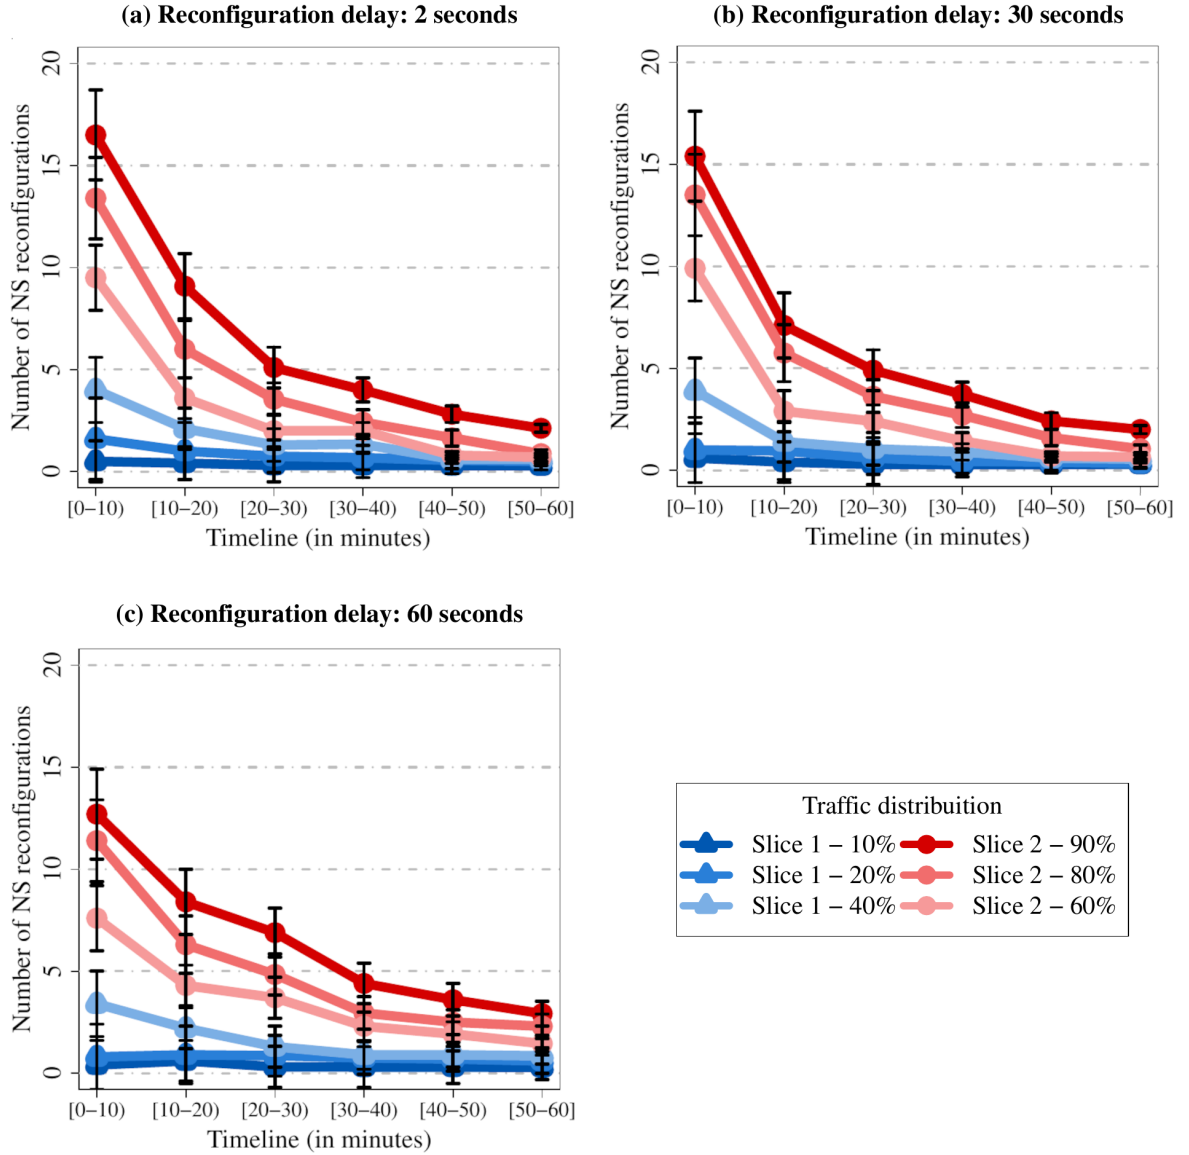 (a) Reconfiguration delay: 2 seconds
Number of NS reconfigurations
20
15
10
5
0
[0−10) [10−20) [20−30) [30−40) [40−50) [50−60]
Timeline (in minutes)
(b) Reconfiguration delay: 30 seconds
Number of NS reconfigurations
20
15
10
5
0
[0−10) [10−20) [20−30) [30−40) [40−50) [50−60]
Timeline (in minutes)
(c) Reconfiguration delay: 60 seconds
Number of NS reconfigurations
20
15
10
5
0
[0−10) [10−20) [20−30) [30−40) [40−50) [50−60]
Timeline (in minutes)
Traffic distribuition
Slice 1 − 10% Slice 2 − 90%
Slice 1 − 20% Slice 2 − 80%
Slice 1 − 40% Slice 2 − 60%